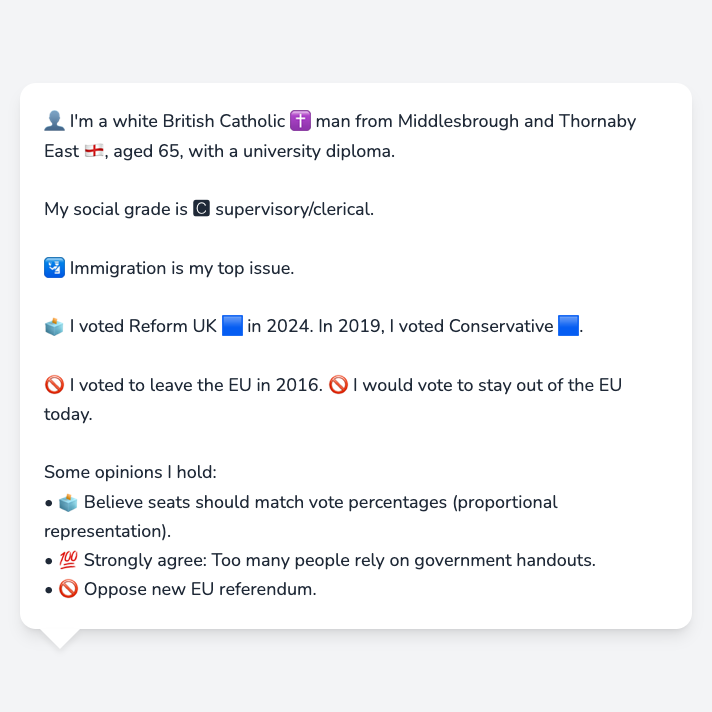 👤 I'm a white British Catholic ✝️ man from Middlesbrough and Thornaby
East 🏴󠁧󠁢󠁥󠁮󠁧󠁿, aged 65, with a university diploma.
My social grade is 🅲 supervisory/clerical.
🛂 Immigration is my top issue.
🗳️ I voted Reform UK 🟦 in 2024. In 2019, I voted Conservative 🟦.
🚫 I voted to leave the EU in 2016. 🚫 I would vote to stay out of the EU
today.
Some opinions I hold:
• 🗳️ Believe seats should match vote percentages (proportional
representation).
• 💯 Strongly agree: Too many people rely on government handouts.
• 🚫 Oppose new EU referendum.